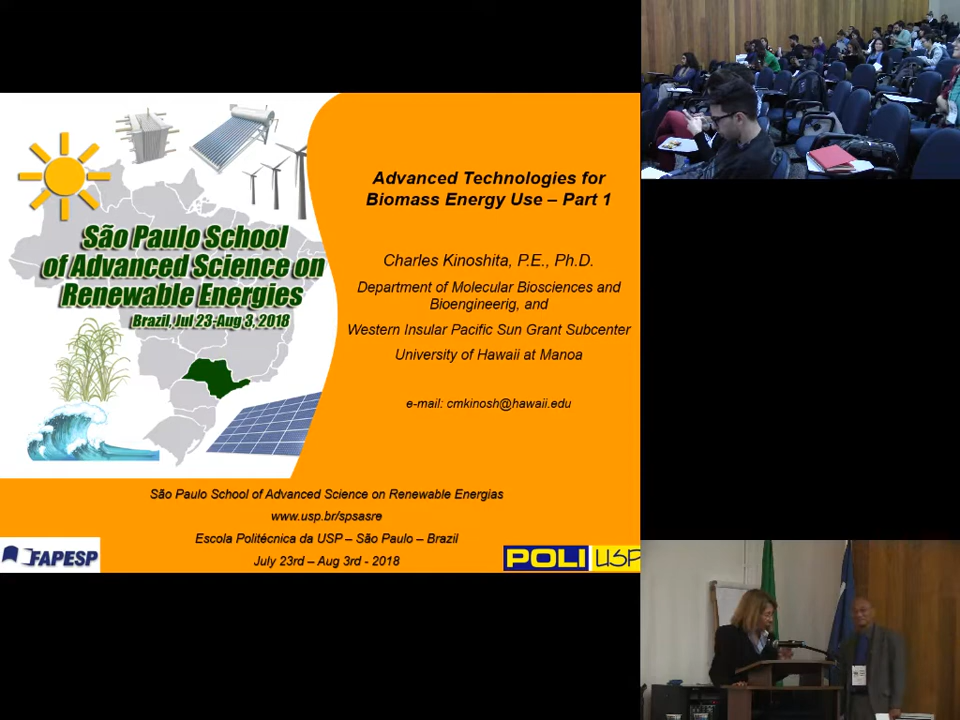 São Paulo School
of Advanced Science on
Renewable Energies
Brazil, Jul 23-Aug 3, 2018
Advanced Technologies for
Biomass Energy Use – Part 1
Charles Kinoshita, P.E., Ph.D.
Department of Molecular Biosciences and
Bioengineerig, and
Western Insular Pacific Sun Grant Subcenter
University of Hawaii at Manoa
e-mail: cmkinosh@hawaii.edu
São Paulo School of Advanced Science on Renewable Energias
www.usp.br/spsasre
Escola Politécnica da USP – São Paulo – Brazil
July 23rd – Aug 3rd - 2018
FAPESP
POLI USP